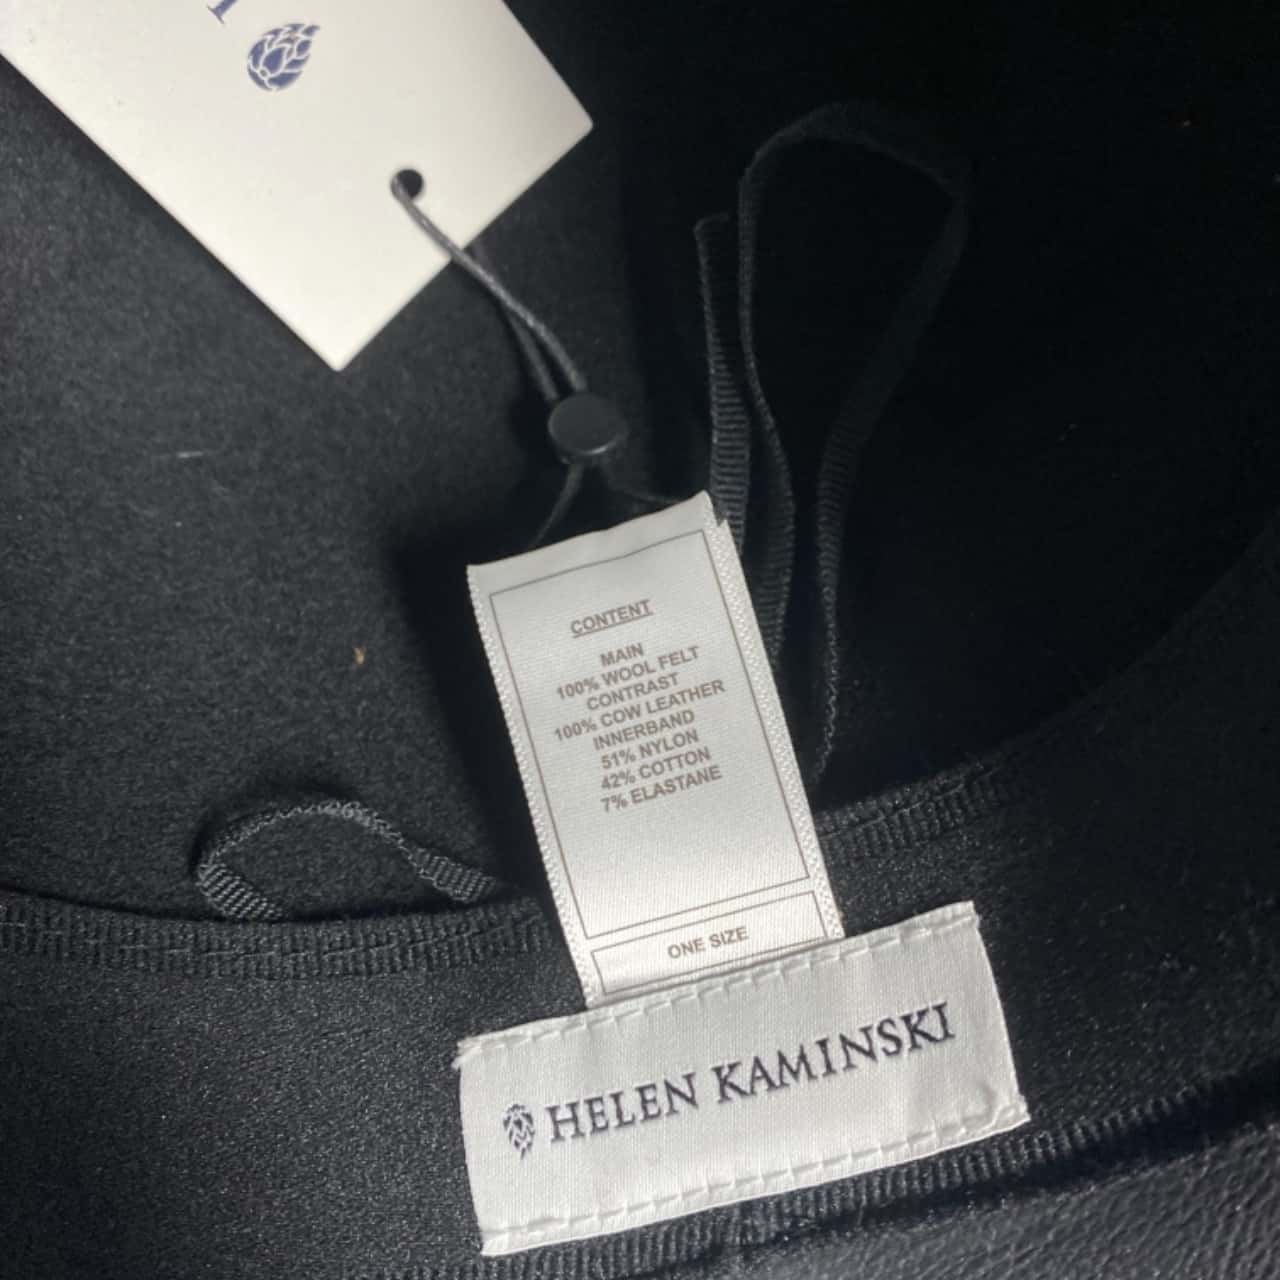 CONTENT
MAIN
100% WOOL FELT
CONTRAST
100% COW LEATHER
INNERBAND
51% NYLON
42% COTTON
7% ELASTANE
ONE SIZE
HELEN KAMINSKI